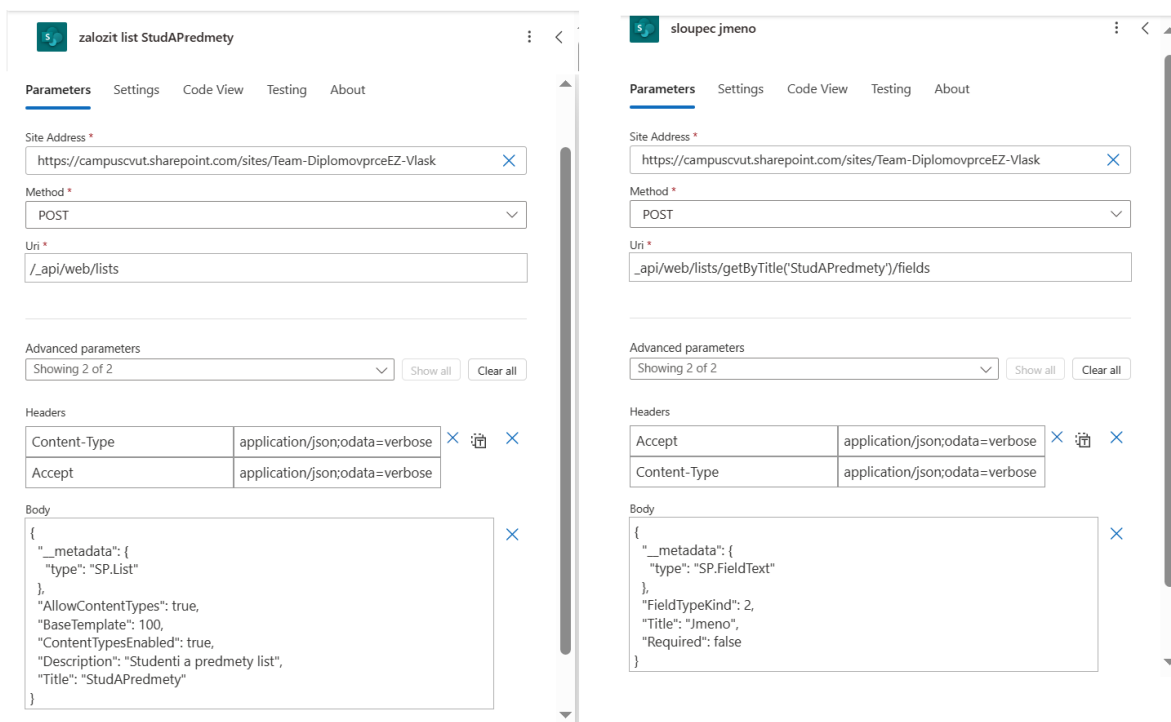 zalozit list StudAPredmety
Parameters Settings Code View Testing About
Site Address *
https://campuscvut.sharepoint.com/sites/Team-DiplomovprceEZ-Vlask
Method *
POST
Uri *
/_api/web/lists
Advanced parameters
Showing 2 of 2 Show all Clear all
Headers
Content-Type application/json;odata=verbose
Accept application/json;odata=verbose
Body
{
"__metadata": {
"type": "SP.List"
},
"AllowContentTypes": true,
"BaseTemplate": 100,
"ContentTypesEnabled": true,
"Description": "Studenti a predmety list",
"Title": "StudAPredmety"
}
sloupec jmeno
Parameters Settings Code View Testing About
Site Address *
https://campuscvut.sharepoint.com/sites/Team-DiplomovprceEZ-Vlask
Method *
POST
Uri *
_api/web/lists/getByTitle('StudAPredmety')/fields
Advanced parameters
Showing 2 of 2 Show all Clear all
Headers
Accept application/json;odata=verbose
Content-Type application/json;odata=verbose
Body
{
"__metadata": {
"type": "SP.FieldText"
},
"FieldTypeKind": 2,
"Title": "Jmeno",
"Required": false
}